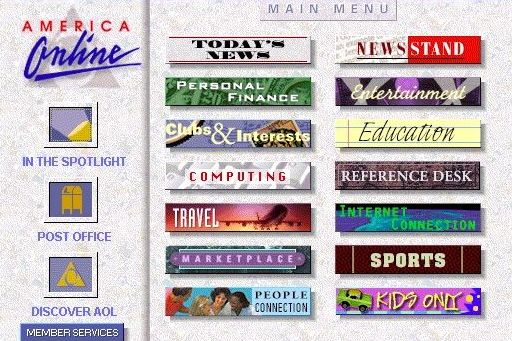 AMERICA
Online
IN THE SPOTLIGHT
POST OFFICE
DISCOVER AOL
MEMBER SERVICES
MAIN MENU
TODAY'S
NEWS
NEWSSTAND
PERSONAL
FINANCE
Entertainment
Clubs & Interests
Education
COMPUTING
REFERENCE DESK
TRAVEL
INTERNET
CONNECTION
MARKETPLACE
SPORTS
PEOPLE
CONNECTION
KIDS ONLY